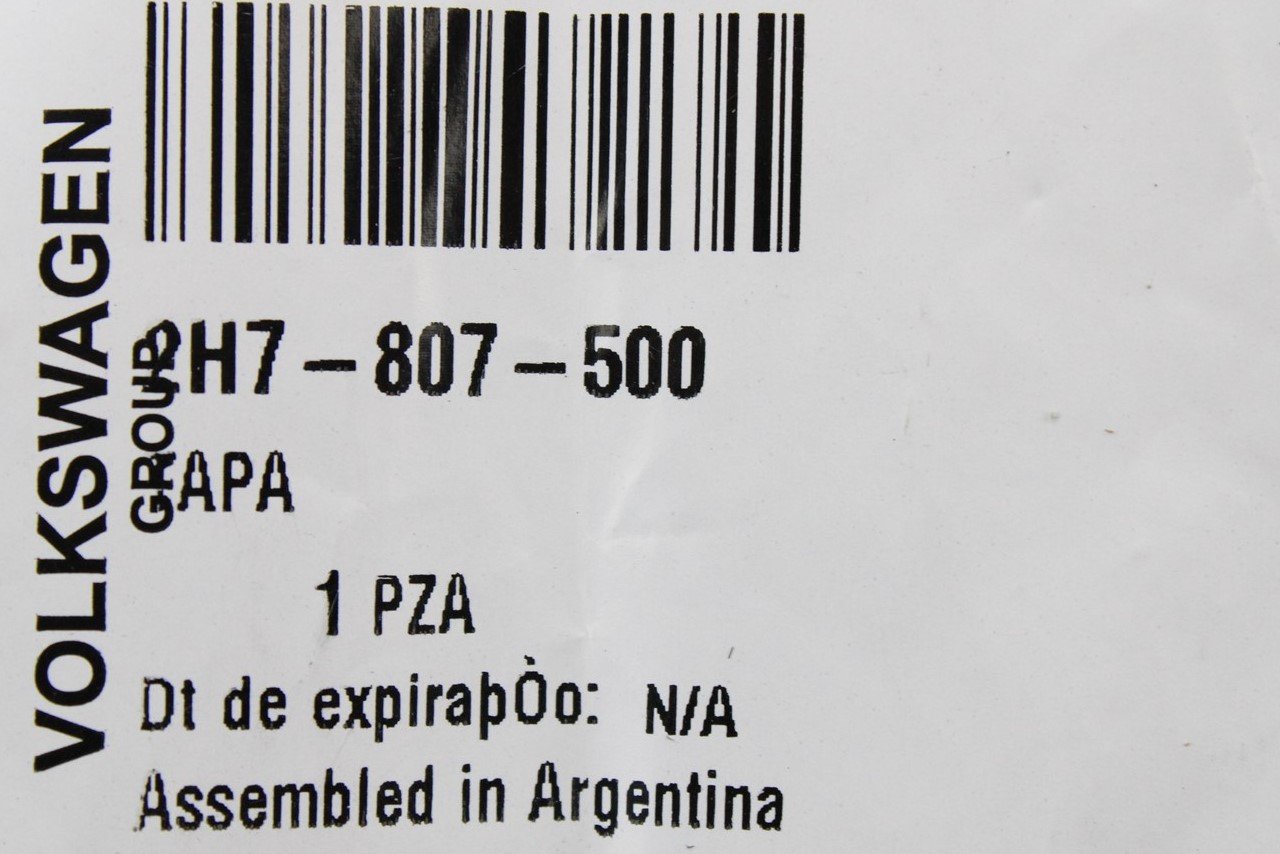 VOLKSWAGEN
GROUP
2H7-807-500
TAPA
1 PZA
Dt de expiraþÒo: N/A
Assembled in Argentina